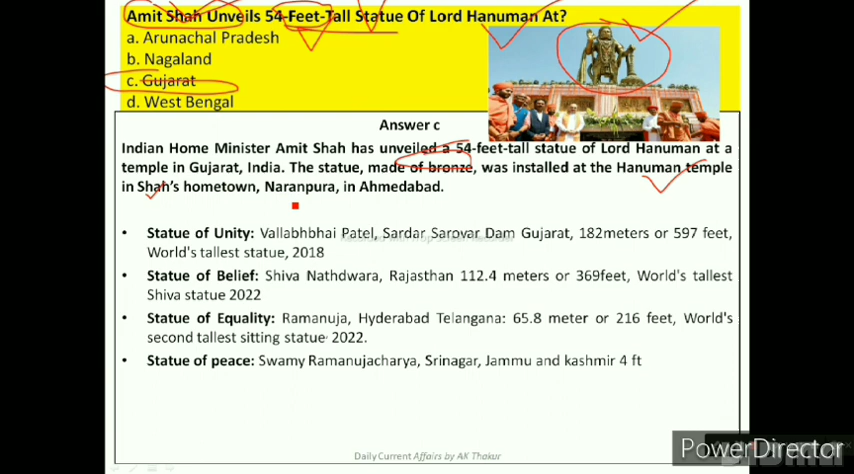 Amit Shah Unveils 54-Feet-Tall Statue Of Lord Hanuman At?
a. Arunachal Pradesh
b. Nagaland
c. Gujarat
d. West Bengal
Answer c
Indian Home Minister Amit Shah has unveiled a 54-feet-tall statue of Lord Hanuman at a
temple in Gujarat, India. The statue, made of bronze, was installed at the Hanuman temple
in Shah's hometown, Naranpura, in Ahmedabad.
• Statue of Unity: Vallabhbhai Patel, Sardar Sarovar Dam Gujarat, 182meters or 597 feet,
World's tallest statue, 2018
• Statue of Belief: Shiva Nathdwara, Rajasthan 112.4 meters or 369feet, World's tallest
Shiva statue 2022
• Statue of Equality: Ramanuja, Hyderabad Telangana: 65.8 meter or 216 feet, World's
second tallest sitting statue 2022.
• Statue of peace: Swamy Ramanujacharya, Srinagar, Jammu and kashmir 4 ft
Daily Current Affairs by AK Thakur
PowerDirector